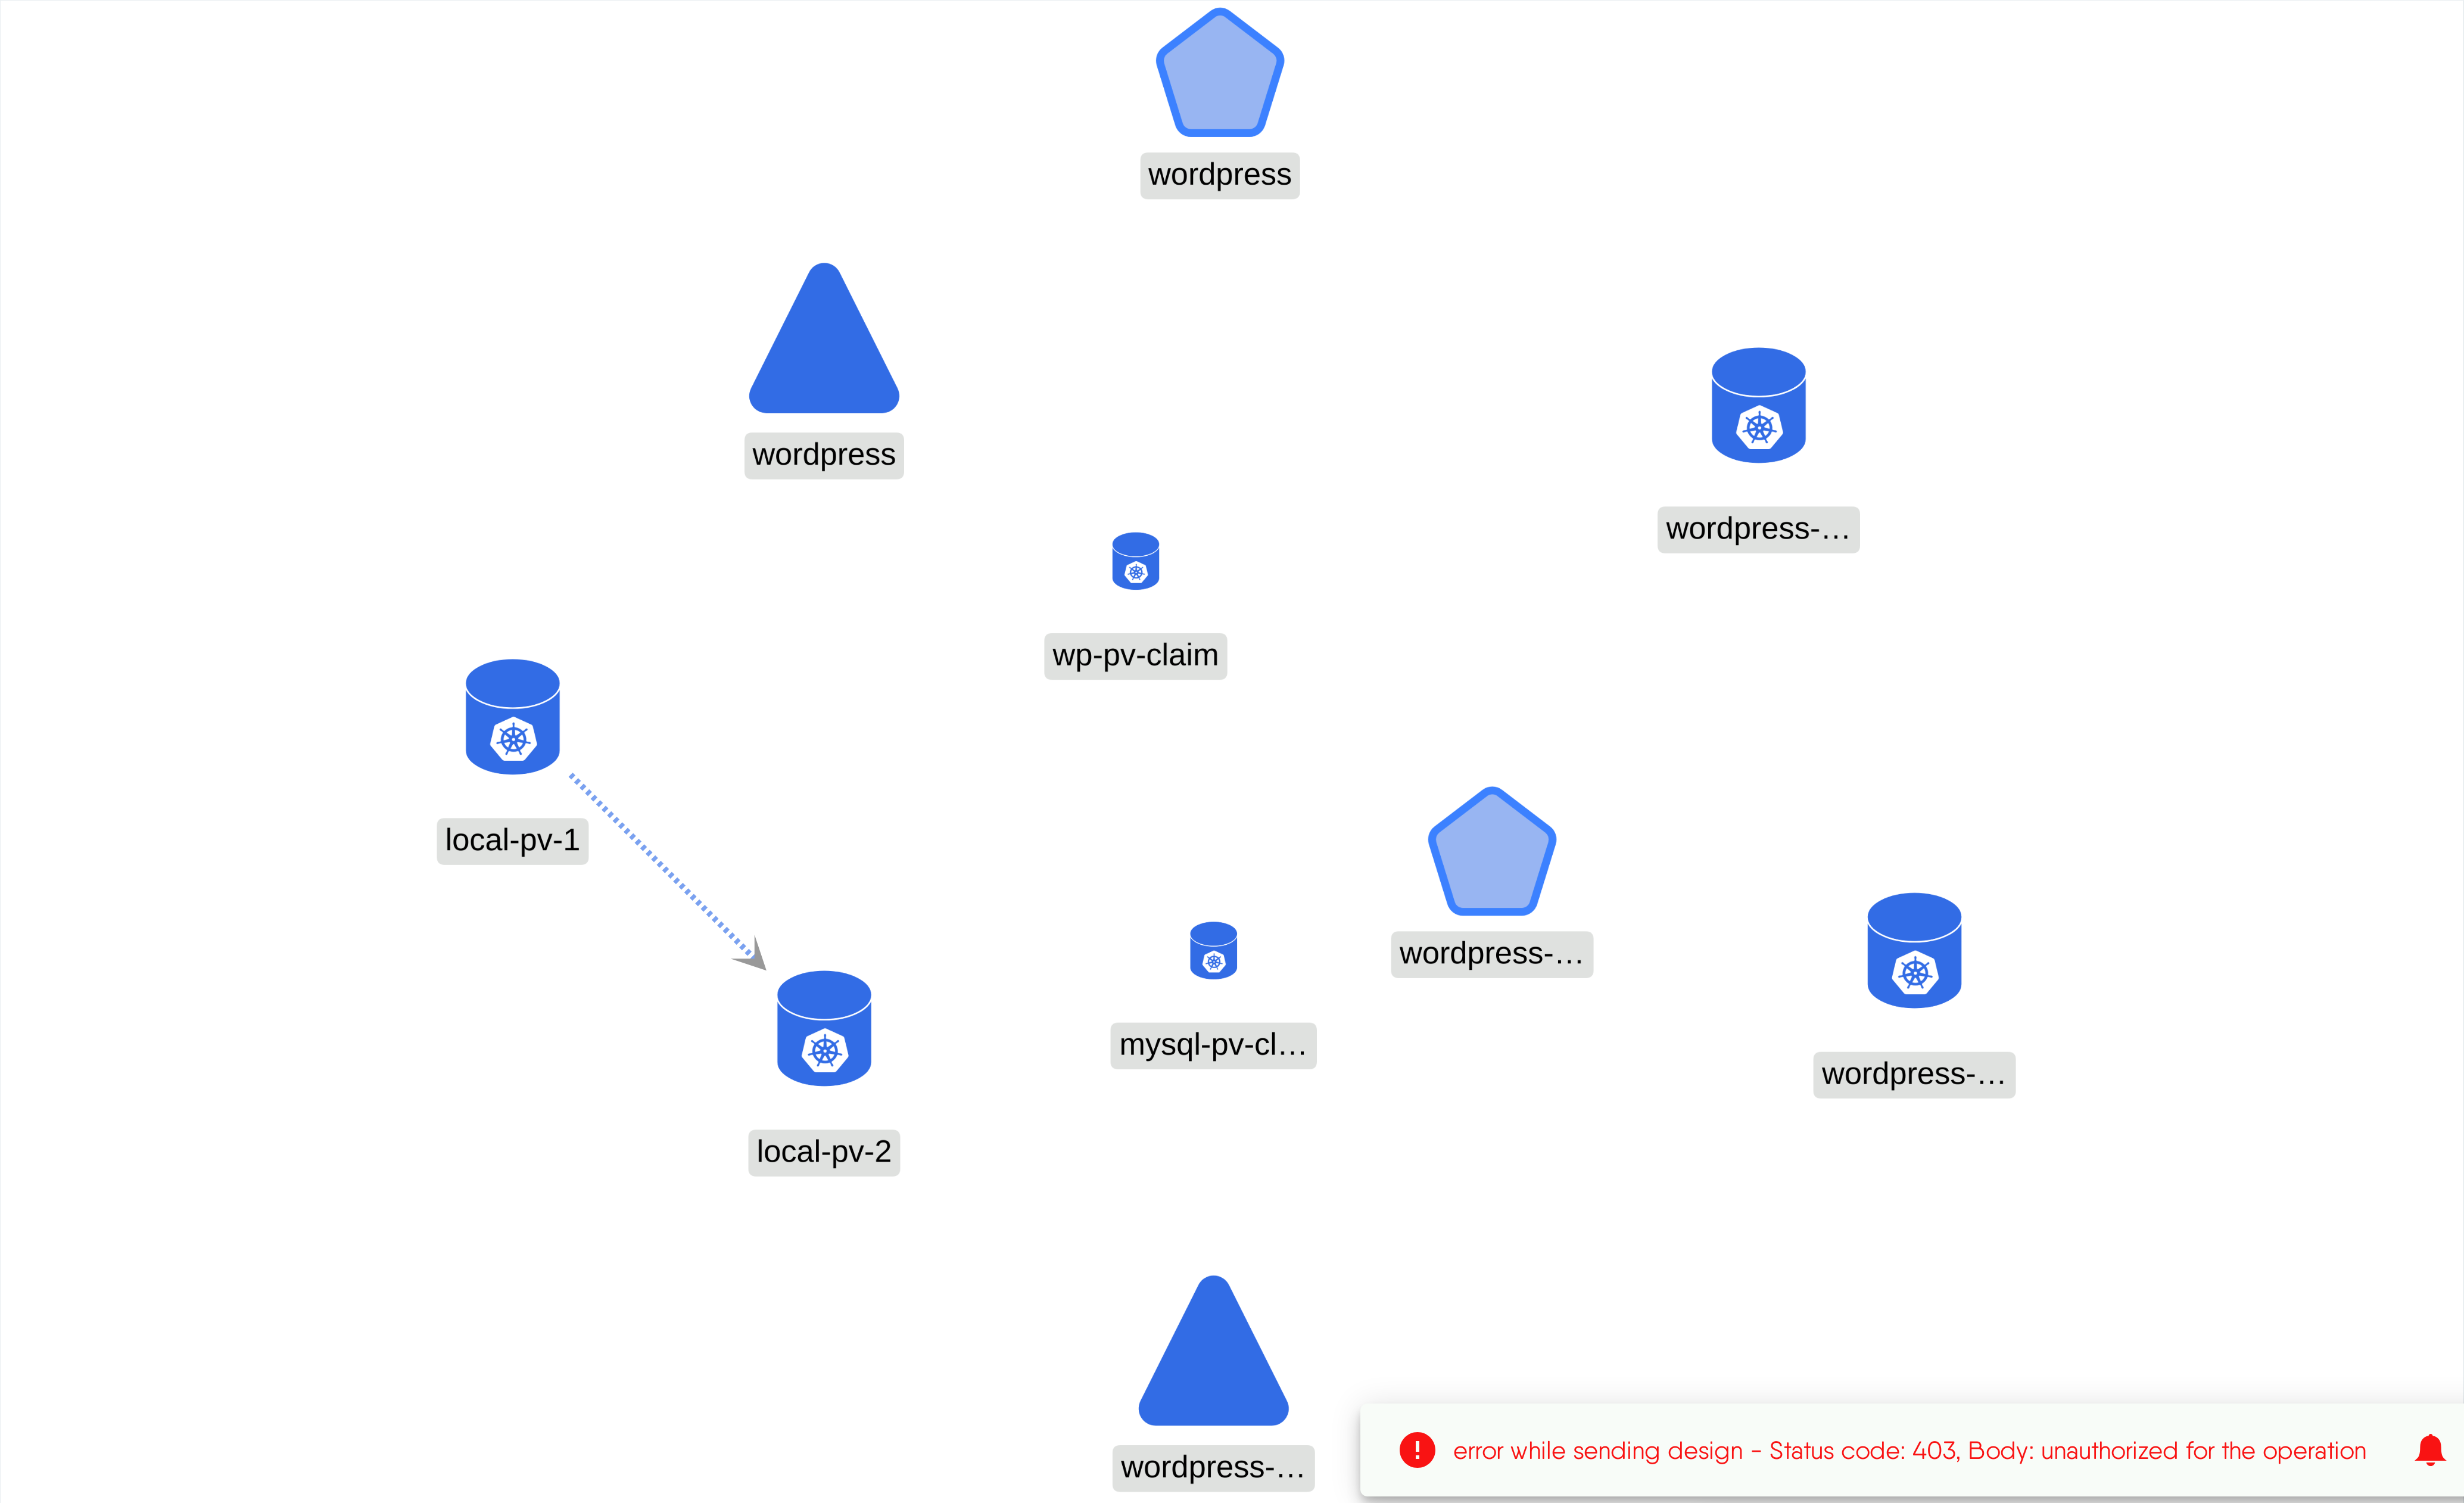 wordpress
wordpress
wordpress-…
wp-pv-claim
local-pv-1
wordpress-…
mysql-pv-cl…
wordpress-…
local-pv-2
wordpress-…
error while sending design - Status code: 403, Body: unauthorized for the operation